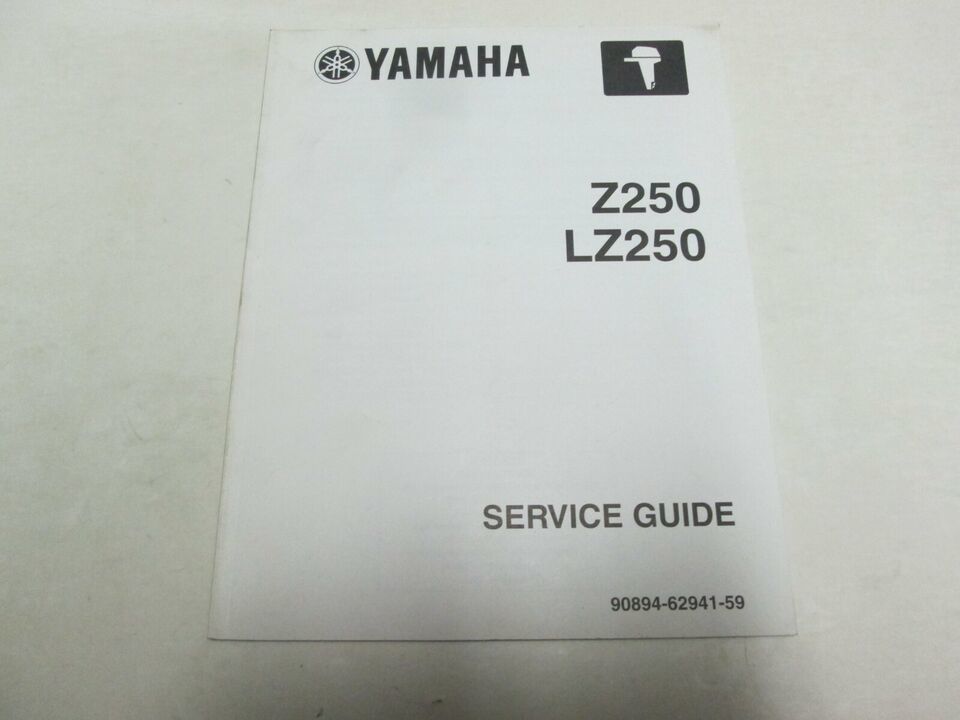 YAMAHA
Z250
LZ250
SERVICE GUIDE
90894-62941-59